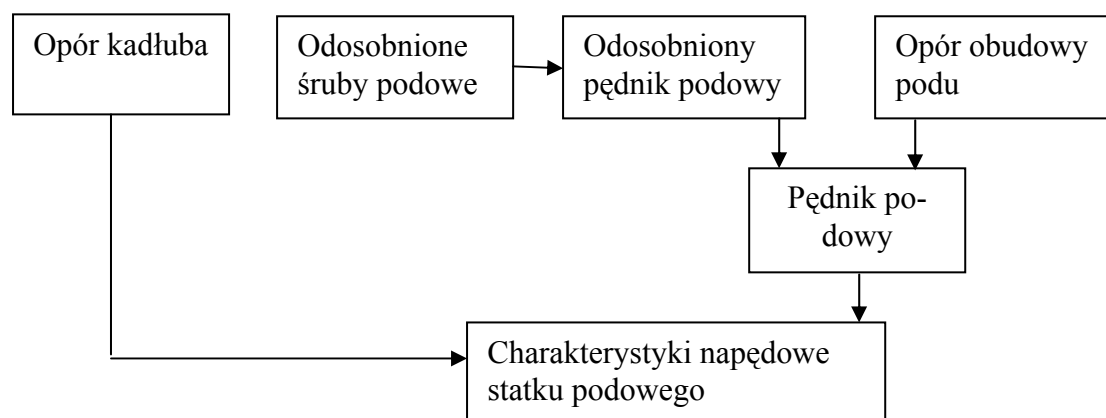 Opór kadłuba
Odosobnione
śruby podowe
Odosobniony
pędnik podowy
Opór obudowy
podu
Pędnik po-
dowy
Charakterystyki napędowe
statku podowego